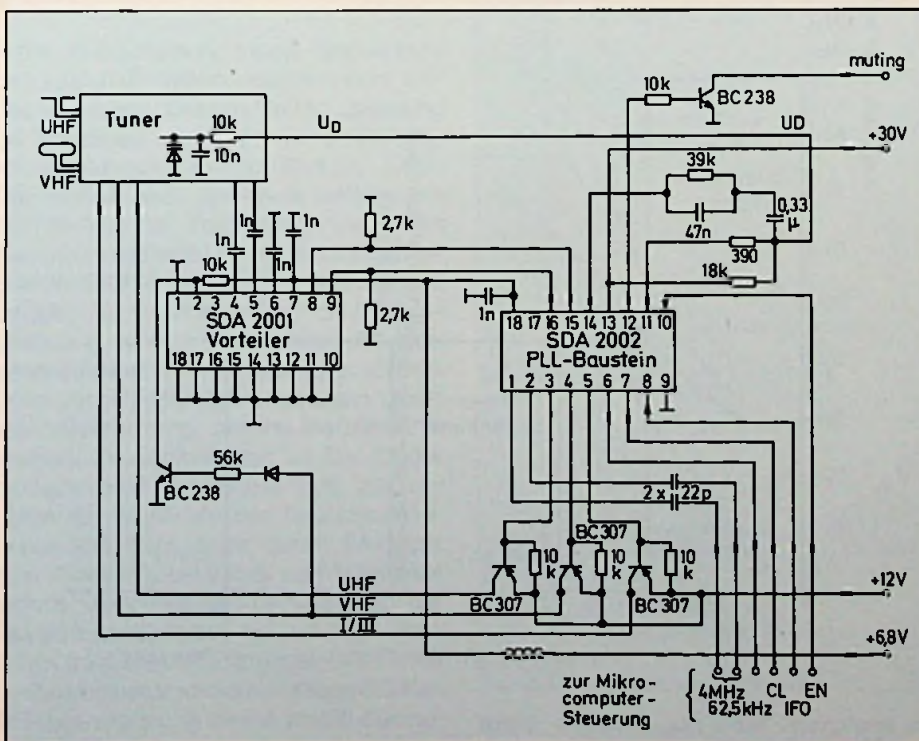 muting
10k
BC238
UHF
VHF
Tuner
10k
10n
U_D
UD
+30V
39k
47n
0,33 µ
390
18k
1n
1n
1n
1n
2,7k
10k
2,7k
1 2 3 4 5 6 7 8 9
SDA 2001
Vorteiler
18 17 16 15 14 13 12 11 10
1n
18 17 16 15 14 13 12 11 10
SDA 2002
PLL-Baustein
1 2 3 4 5 6 7 8 9
56k
BC238
2x 22p
BC307
10 k
10 k
10 k
BC307
BC307
UHF
VHF
I/III
+12V
+6,8V
zur Mikro-
computer-
Steuerung
{ 4MHz CL EN
62,5kHz IFO